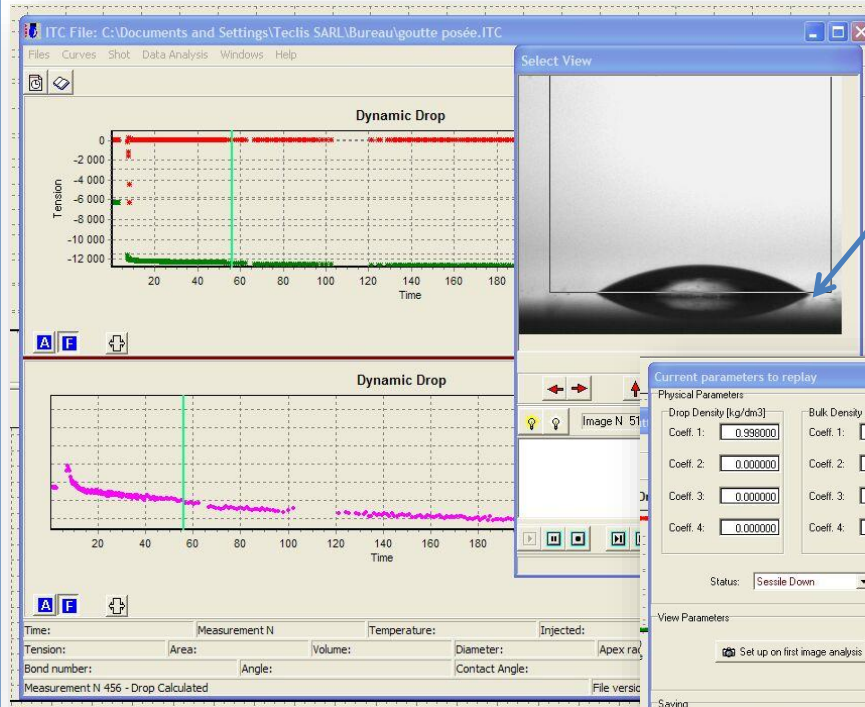 ITC File: C:\Documents and Settings\Teclis SARL\Bureau\goutte posée.ITC
Files Curves Shot Data Analysis Windows Help
Dynamic Drop
Tension
0
-2 000
-4 000
-6 000
-8 000
-10 000
-12 000
20 40 60 80 100 120 140 160 180
Time
A F
Dynamic Drop
20 40 60 80 100 120 140 160 180
Time
A F
Time: Measurement N Temperature: Injected:
Tension: Area: Volume: Diameter: Apex rad
Bond number: Angle: Contact Angle:
Measurement N 456 - Drop Calculated File versio
Select View
Image N 51
Current parameters to replay
Physical Parameters
Drop Density [kg/dm3] Bulk Density
Coeff. 1: 0.998000 Coeff. 1:
Coeff. 2: 0.000000 Coeff. 2:
Coeff. 3: 0.000000 Coeff. 3:
Coeff. 4: 0.000000 Coeff. 4:
Status: Sessile Down
View Parameters
Set up on first image analysis
Saving